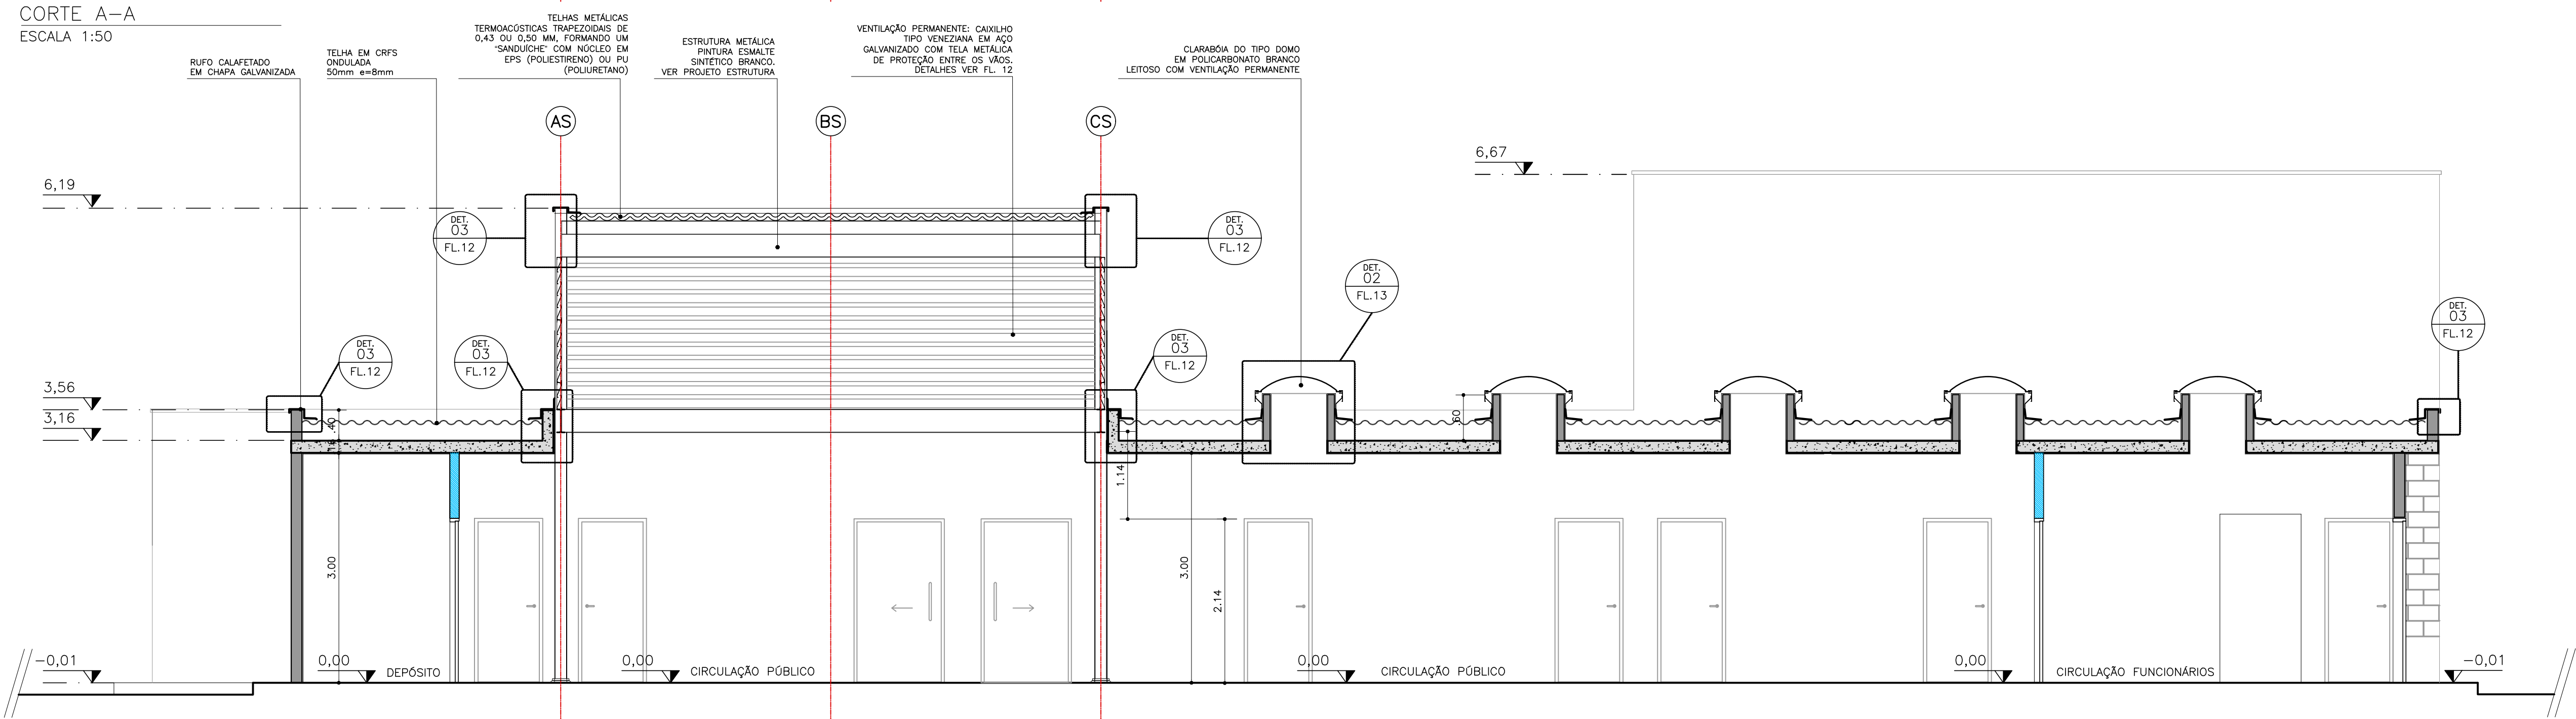 CORTE A-A
ESCALA 1:50
RUFO CALAFETADO
EM CHAPA GALVANIZADA
TELHA EM CRFS
ONDULADA
50mm e=8mm
TELHAS METÁLICAS
TERMOACÚSTICAS TRAPEZOIDAIS DE
0,43 OU 0,50 MM, FORMANDO UM
"SANDUÍCHE" COM NÚCLEO EM
EPS (POLIESTIRENO) OU PU
(POLIURETANO)
ESTRUTURA METÁLICA
PINTURA ESMALTE
SINTÉTICO BRANCO.
VER PROJETO ESTRUTURA
VENTILAÇÃO PERMANENTE: CAIXILHO
TIPO VENEZIANA EM AÇO
GALVANIZADO COM TELA METÁLICA
DE PROTEÇÃO ENTRE OS VÃOS.
DETALHES VER FL. 12
CLARABÓIA DO TIPO DOMO
EM POLICARBONATO BRANCO
LEITOSO COM VENTILAÇÃO PERMANENTE
AS
BS
CS
6,67
6,19
DET.
03
FL.12
DET.
03
FL.12
DET.
02
FL.13
DET.
03
FL.12
DET.
03
FL.12
DET.
03
FL.12
DET.
03
FL.12
3,56
3,16
.40
.60
1.14
3.00
3.00
2.14
-0,01
0,00
DEPÓSITO
0,00
CIRCULAÇÃO PÚBLICO
0,00
CIRCULAÇÃO PÚBLICO
0,00
CIRCULAÇÃO FUNCIONÁRIOS
-0,01